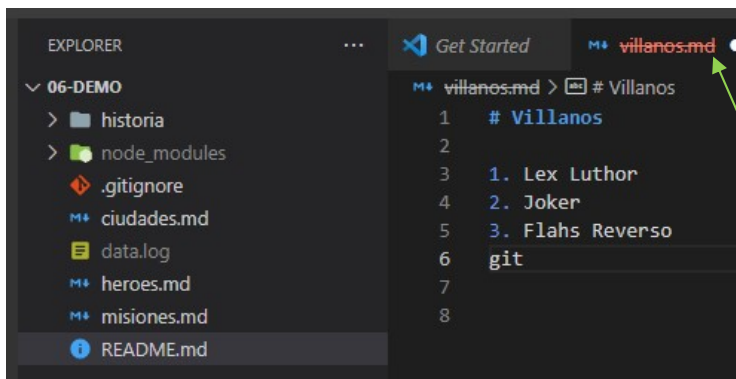 EXPLORER ...
06-DEMO
historia
node_modules
.gitignore
M↓ ciudades.md
data.log
M↓ heroes.md
M↓ misiones.md
README.md
Get Started M↓ villanos.md
M↓ villanos.md > abc # Villanos
1 # Villanos
2
3 1. Lex Luthor
4 2. Joker
5 3. Flahs Reverso
6 git
7
8